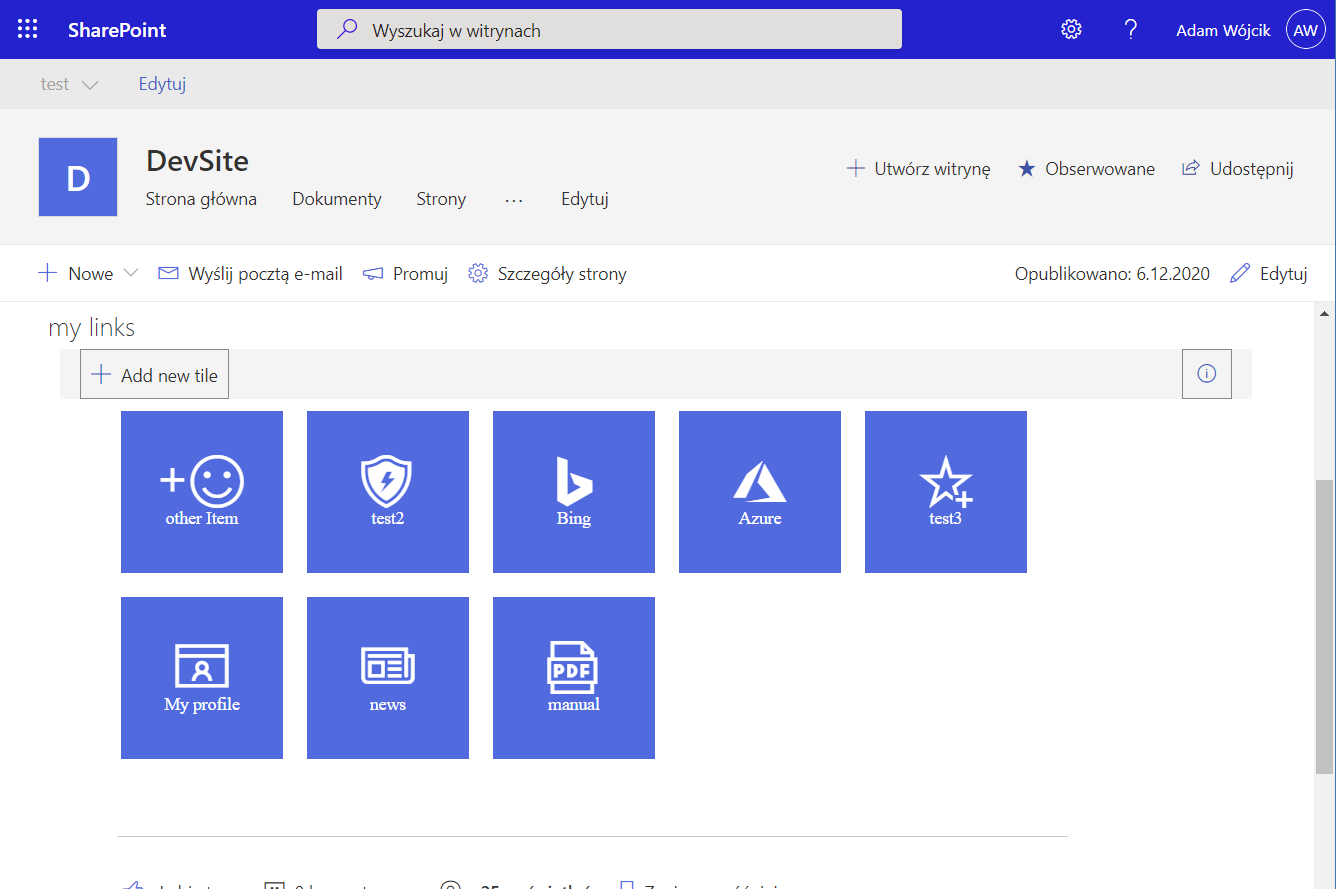 SharePoint
Wyszukaj w witrynach
Adam Wójcik
AW
test
Edytuj
D
DevSite
Strona główna Dokumenty Strony ... Edytuj
Utwórz witrynę Obserwowane Udostępnij
Nowe Wyślij pocztą e-mail Promuj Szczegóły strony
Opublikowano: 6.12.2020 Edytuj
my links
Add new tile
other Item test2 Bing Azure test3
PDF
My profile news manual